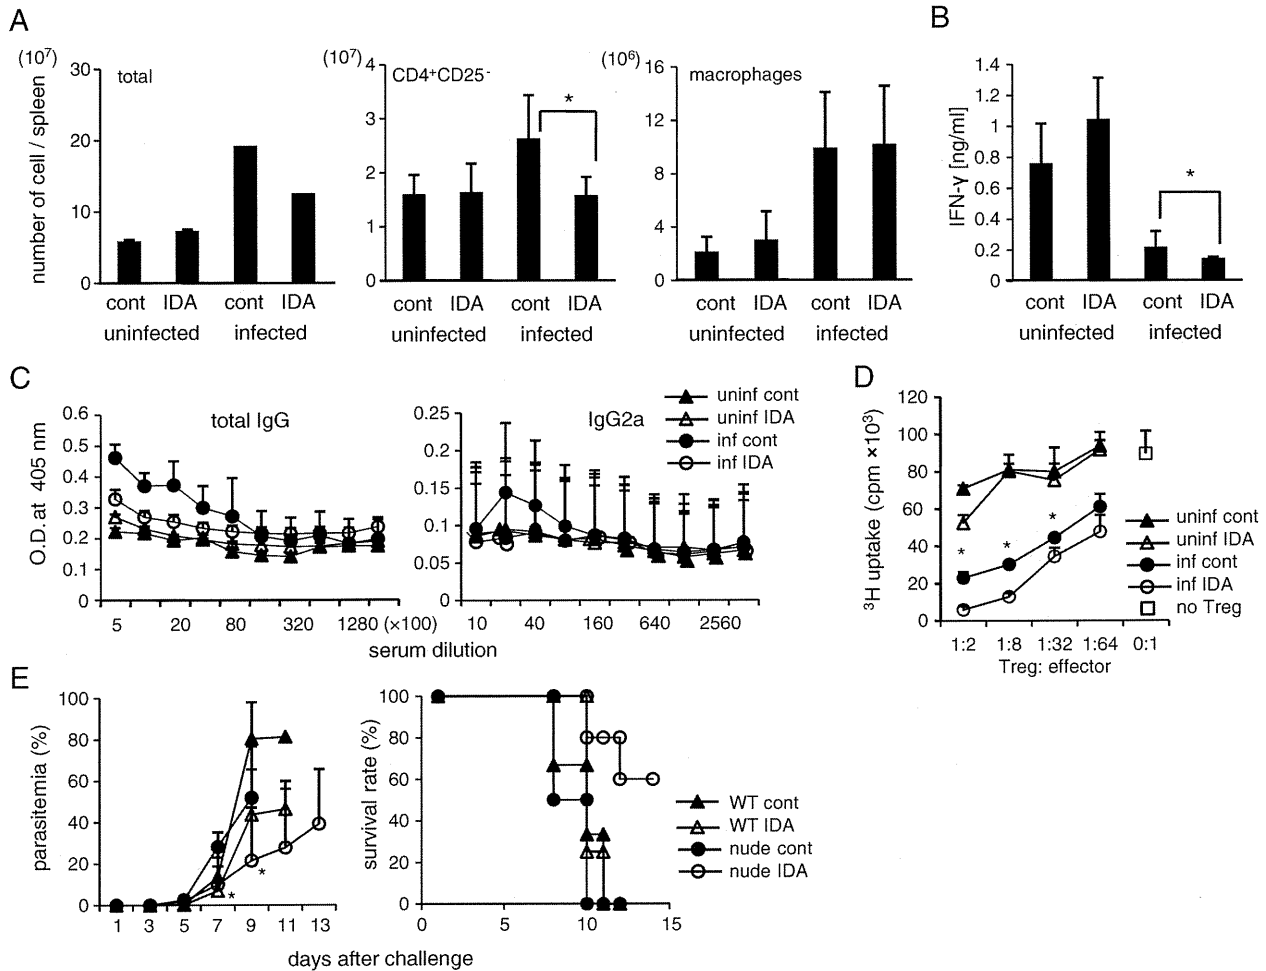 A
(10⁷)
total
number of cell / spleen
30
20
10
0
cont IDA cont IDA
uninfected infected
(10⁷)
CD4⁺CD25⁻
4
3
2
1
0
*
cont IDA cont IDA
uninfected infected
(10⁶)
macrophages
16
12
8
4
0
cont IDA cont IDA
uninfected infected
B
IFN-γ [ng/ml]
1.4
1.2
1
0.8
0.6
0.4
0.2
0
*
cont IDA cont IDA
uninfected infected
C
total IgG
O.D. at 405 nm
0.6
0.5
0.4
0.3
0.2
0.1
0
5 20 80 320 1280 (×100)
IgG2a
0.25
0.2
0.15
0.1
0.05
0
10 40 160 640 2560
serum dilution
uninf cont
uninf IDA
inf cont
inf IDA
D
³H uptake (cpm ×10³)
120
100
80
60
40
20
0
* * *
1:2 1:8 1:32 1:64 0:1
Treg: effector
uninf cont
uninf IDA
inf cont
inf IDA
no Treg
E
parasitemia (%)
100
80
60
40
20
0
* *
1 3 5 7 9 11 13
survival rate (%)
100
80
60
40
20
0
0 5 10 15
days after challenge
WT cont
WT IDA
nude cont
nude IDA